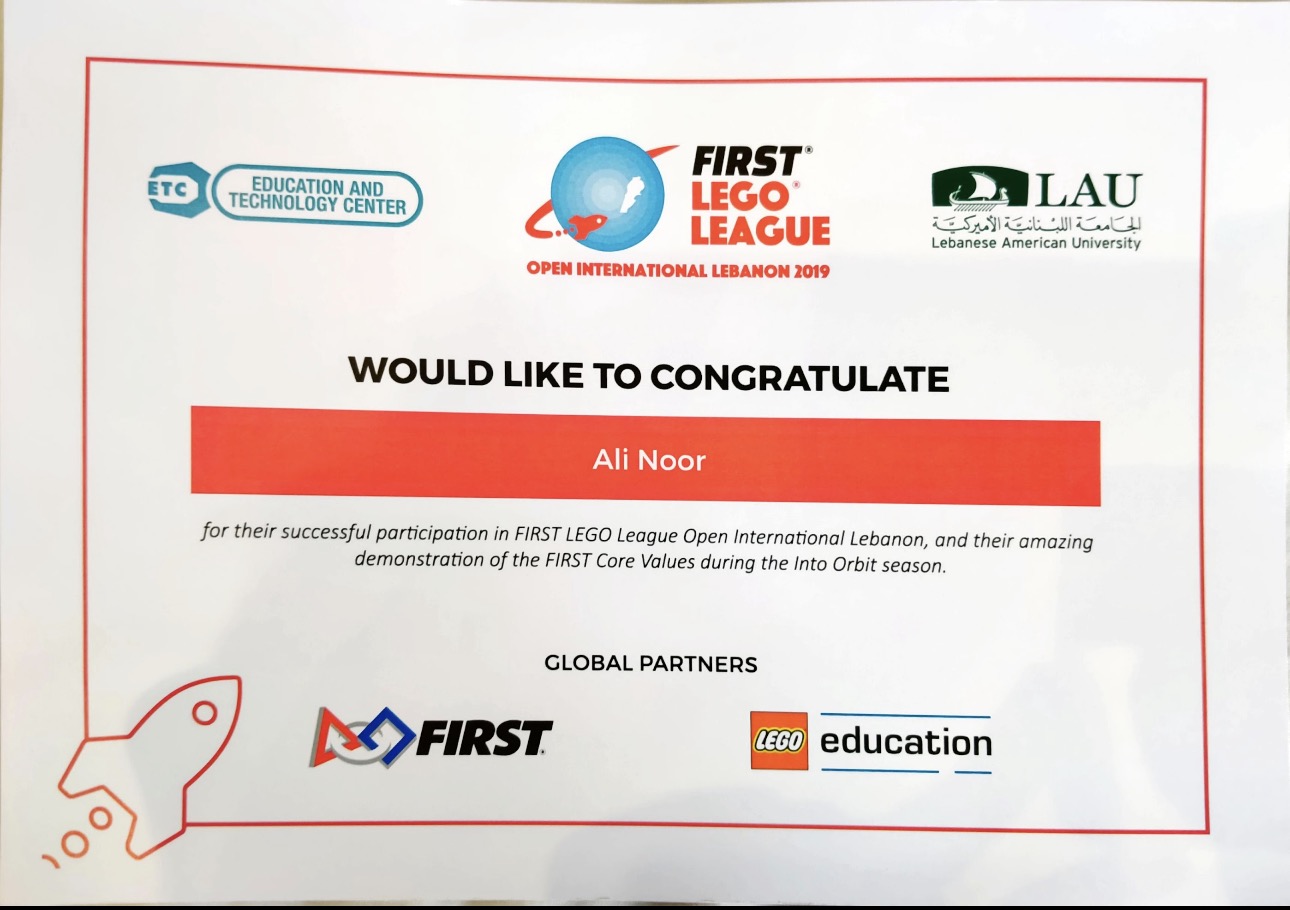 ETC
EDUCATION AND
TECHNOLOGY CENTER
FIRST®
LEGO®
LEAGUE
OPEN INTERNATIONAL LEBANON 2019
LAU
الجامعة اللبنانية الأميركية
Lebanese American University
WOULD LIKE TO CONGRATULATE
Ali Noor
for their successful participation in FIRST LEGO League Open International Lebanon, and their amazing
demonstration of the FIRST Core Values during the Into Orbit season.
GLOBAL PARTNERS
FIRST®
LEGO education